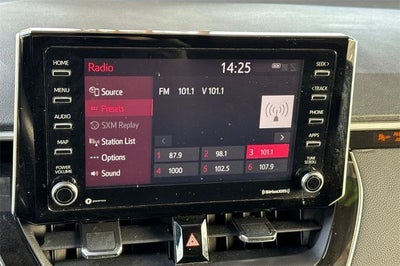 HOME
MENU
AUDIO
MAP
POWER
VOLUME
Radio
14:25
Source
Presets
SXM Replay
Station List
Options
Sound
FM 101.1 V 101.1
1 87.9 2 98.1 3 101.1
4 1000 5 102.5 6 107.9
SiriusXM
SEEK>
<TRACK
PHONE
APPS
TUNE
SCROLL